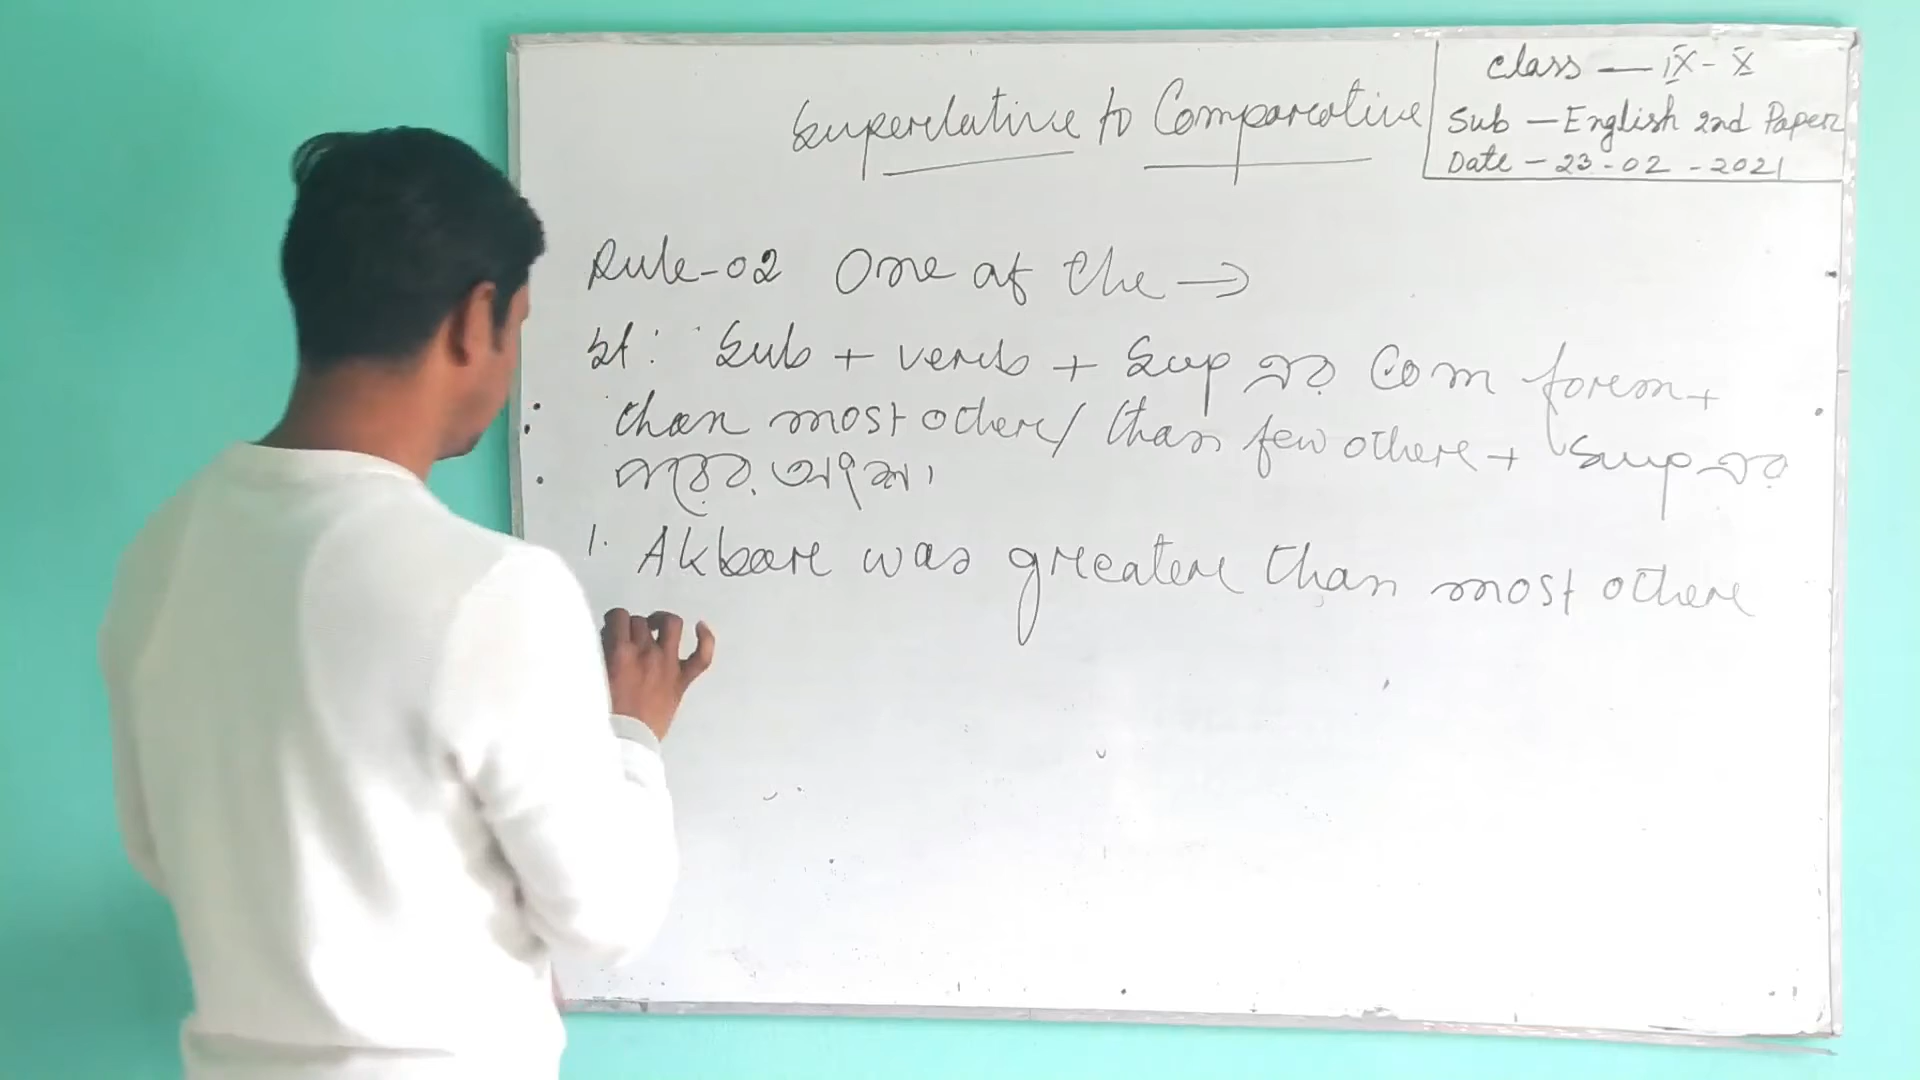 Superlative to Comparative
Class — IX - X
Sub — English 2nd Paper
Date - 23-02-2021
Rule-02 One of the →
St: Sub + verb + Sup এর Com form +
than most other / than few other + Sup এর
পরের অংশ।
1. Akbar was greater than most other